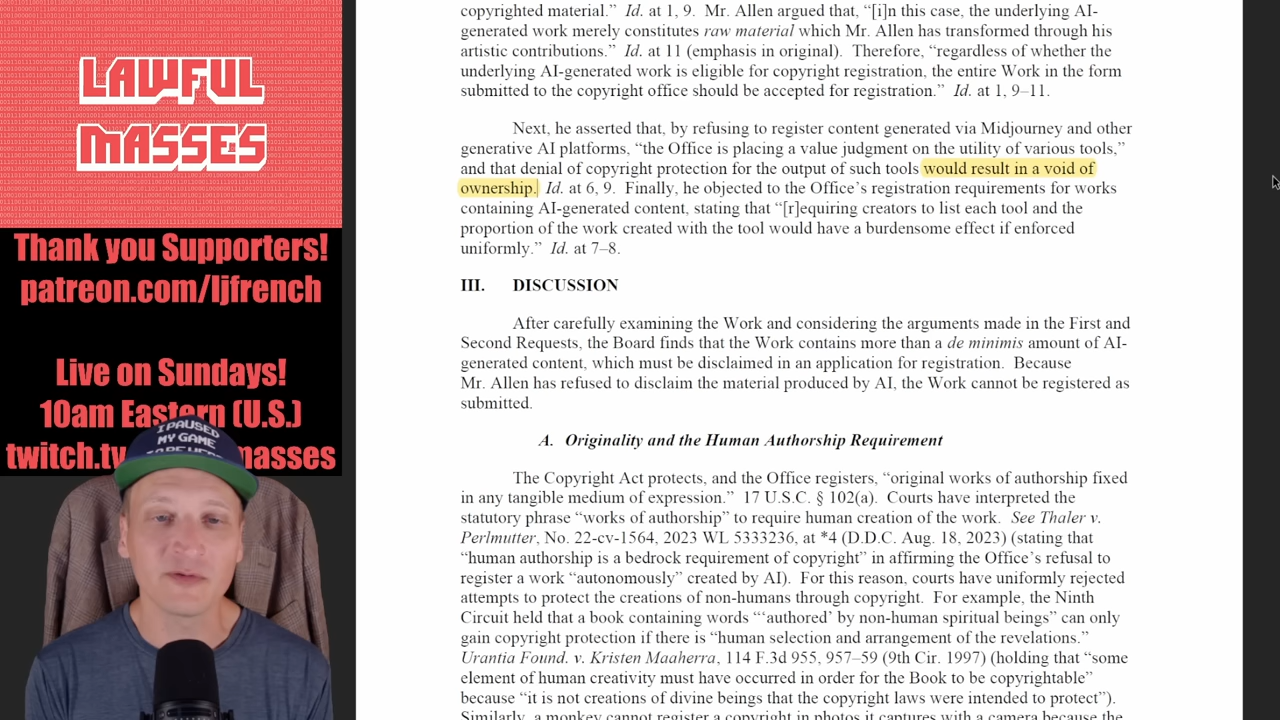 LAWFUL
MASSES
Thank you Supporters!
patreon.com/ljfrench
Live on Sundays!
10am Eastern (U.S.)
twitch.tv
masses
I PAUSED
MY GAME
copyrighted material.” Id. at 1, 9. Mr. Allen argued that, “[i]n this case, the underlying AI-
generated work merely constitutes raw material which Mr. Allen has transformed through his
artistic contributions.” Id. at 11 (emphasis in original). Therefore, “regardless of whether the
underlying AI-generated work is eligible for copyright registration, the entire Work in the form
submitted to the copyright office should be accepted for registration.” Id. at 1, 9–11.
Next, he asserted that, by refusing to register content generated via Midjourney and other
generative AI platforms, “the Office is placing a value judgment on the utility of various tools,”
and that denial of copyright protection for the output of such tools would result in a void of
ownership. Id. at 6, 9. Finally, he objected to the Office’s registration requirements for works
containing AI-generated content, stating that “[r]equiring creators to list each tool and the
proportion of the work created with the tool would have a burdensome effect if enforced
uniformly.” Id. at 7–8.
III. DISCUSSION
After carefully examining the Work and considering the arguments made in the First and
Second Requests, the Board finds that the Work contains more than a de minimis amount of AI-
generated content, which must be disclaimed in an application for registration. Because
Mr. Allen has refused to disclaim the material produced by AI, the Work cannot be registered as
submitted.
A. Originality and the Human Authorship Requirement
The Copyright Act protects, and the Office registers, “original works of authorship fixed
in any tangible medium of expression.” 17 U.S.C. § 102(a). Courts have interpreted the
statutory phrase “works of authorship” to require human creation of the work. See Thaler v.
Perlmutter, No. 22-cv-1564, 2023 WL 5333236, at *4 (D.D.C. Aug. 18, 2023) (stating that
“human authorship is a bedrock requirement of copyright” in affirming the Office’s refusal to
register a work “autonomously” created by AI). For this reason, courts have uniformly rejected
attempts to protect the creations of non-humans through copyright. For example, the Ninth
Circuit held that a book containing words “‘authored’ by non-human spiritual beings” can only
gain copyright protection if there is “human selection and arrangement of the revelations.”
Urantia Found. v. Kristen Maaherra, 114 F.3d 955, 957–59 (9th Cir. 1997) (holding that “some
element of human creativity must have occurred in order for the Book to be copyrightable”
because “it is not creations of divine beings that the copyright laws were intended to protect”).
Similarly, a monkey cannot register a copyright in photos it captures with a camera because the